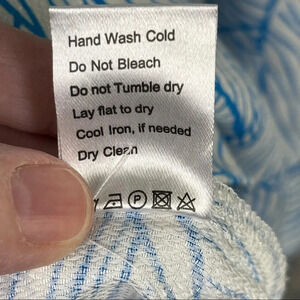 Hand Wash Cold
Do Not Bleach
Do not Tumble dry
Lay flat to dry
Cool Iron, if needed
Dry Clean
P